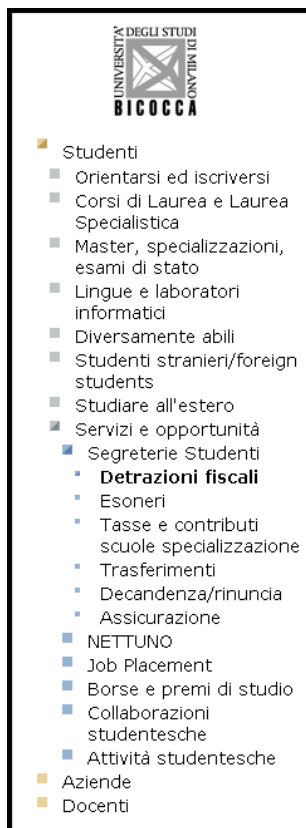 UNIVERSITÀ
DEGLI STUDI
DI MILANO
BICOCCA
Studenti
Orientarsi ed iscriversi
Corsi di Laurea e Laurea
Specialistica
Master, specializzazioni,
esami di stato
Lingue e laboratori
informatici
Diversamente abili
Studenti stranieri/foreign
students
Studiare all'estero
Servizi e opportunità
Segreterie Studenti
Detrazioni fiscali
Esoneri
Tasse e contributi
scuole specializzazione
Trasferimenti
Decandenza/rinuncia
Assicurazione
NETTUNO
Job Placement
Borse e premi di studio
Collaborazioni
studentesche
Attività studentesche
Aziende
Docenti